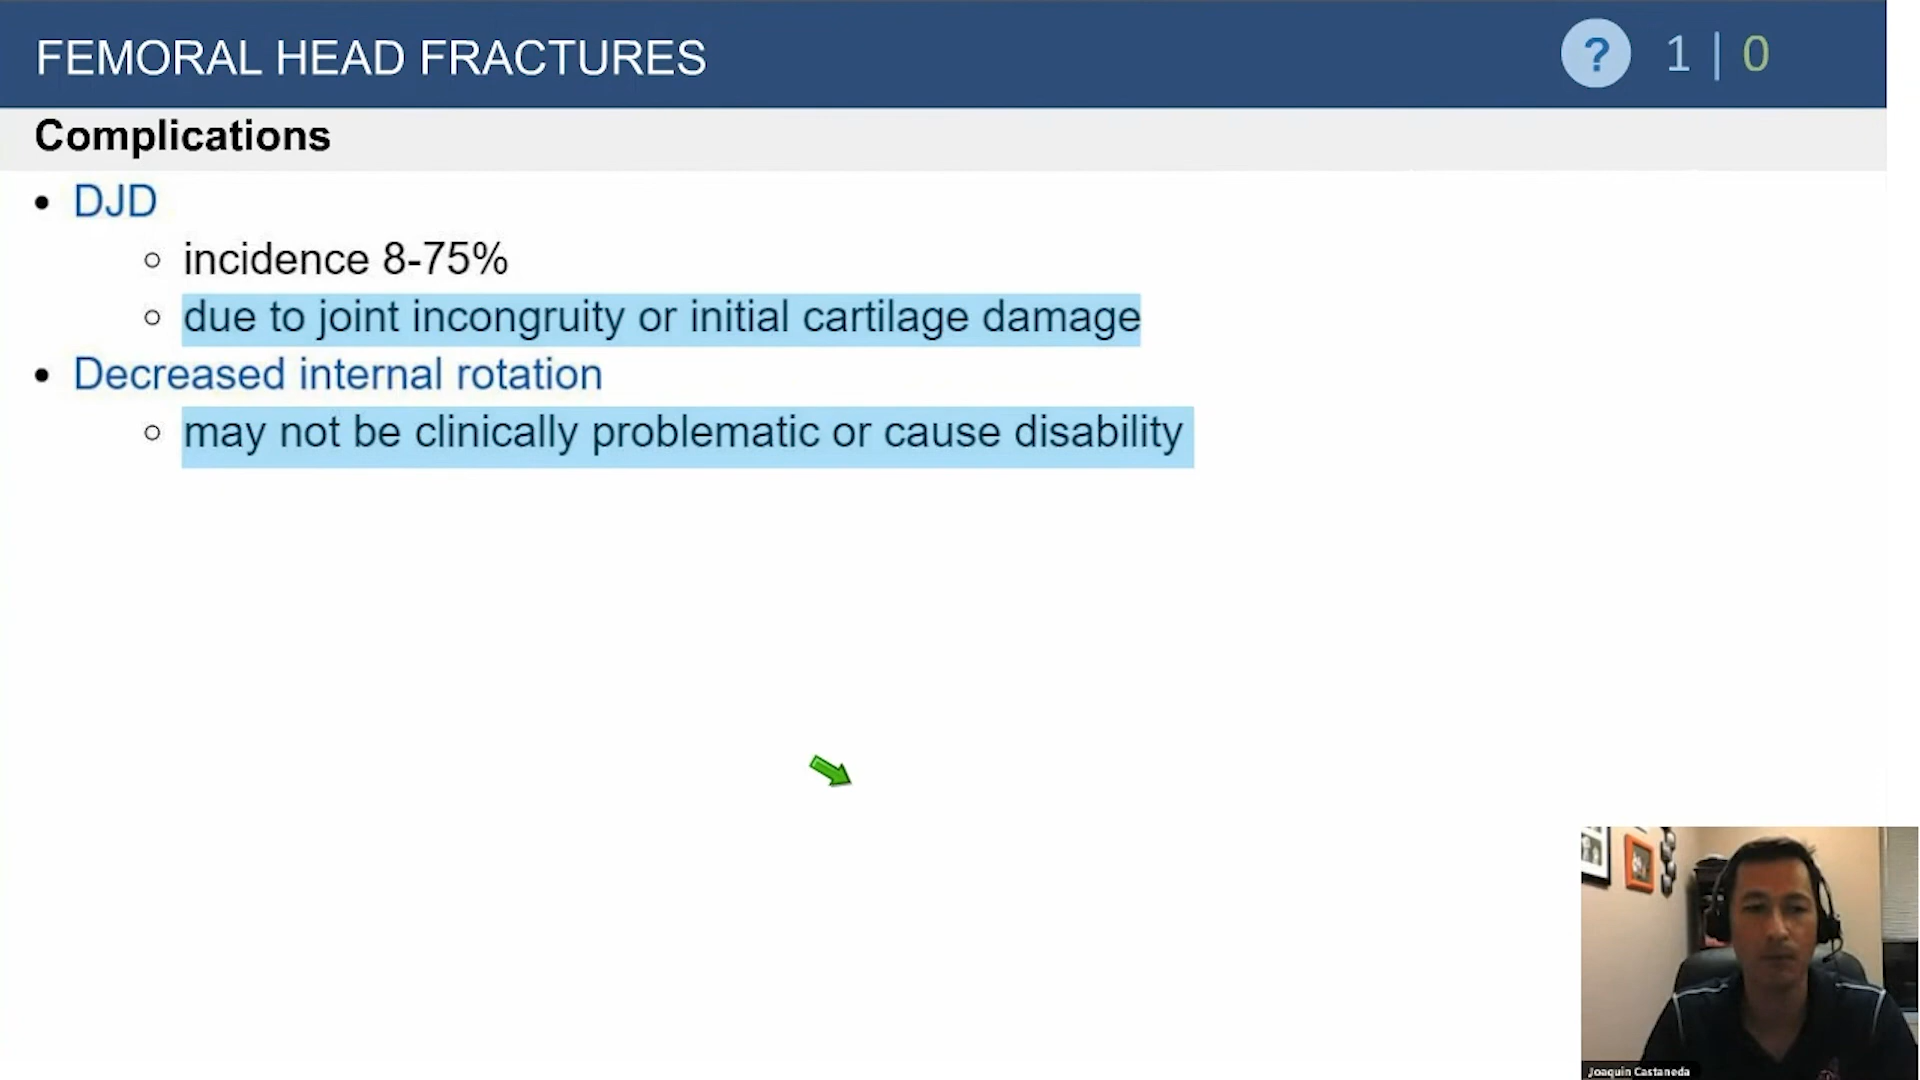 FEMORAL HEAD FRACTURES
? 1 | 0
Complications
• DJD
○ incidence 8-75%
○ due to joint incongruity or initial cartilage damage
• Decreased internal rotation
○ may not be clinically problematic or cause disability
Joaquin Castaneda